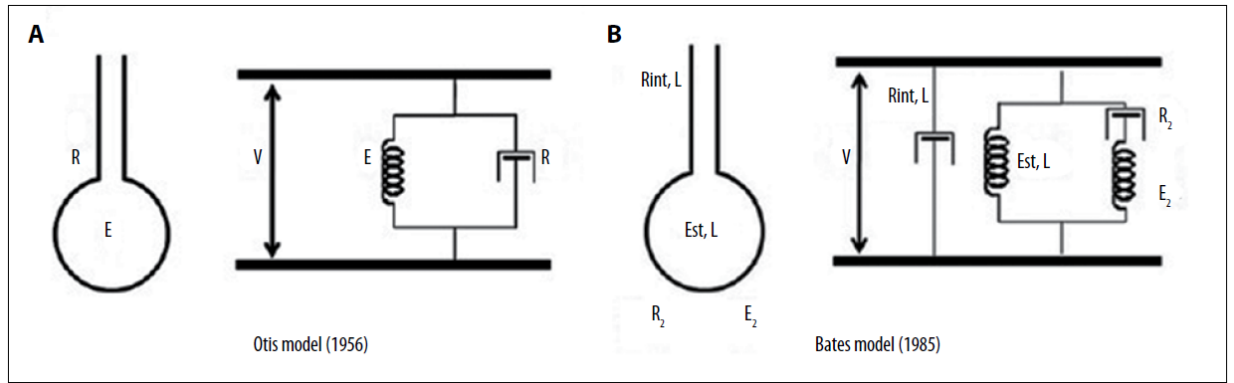 A
R
E
V
E
R
Otis model (1956)
B
Rint, L
Est, L
R₂
E₂
V
Rint, L
Est, L
R₂
E₂
Bates model (1985)